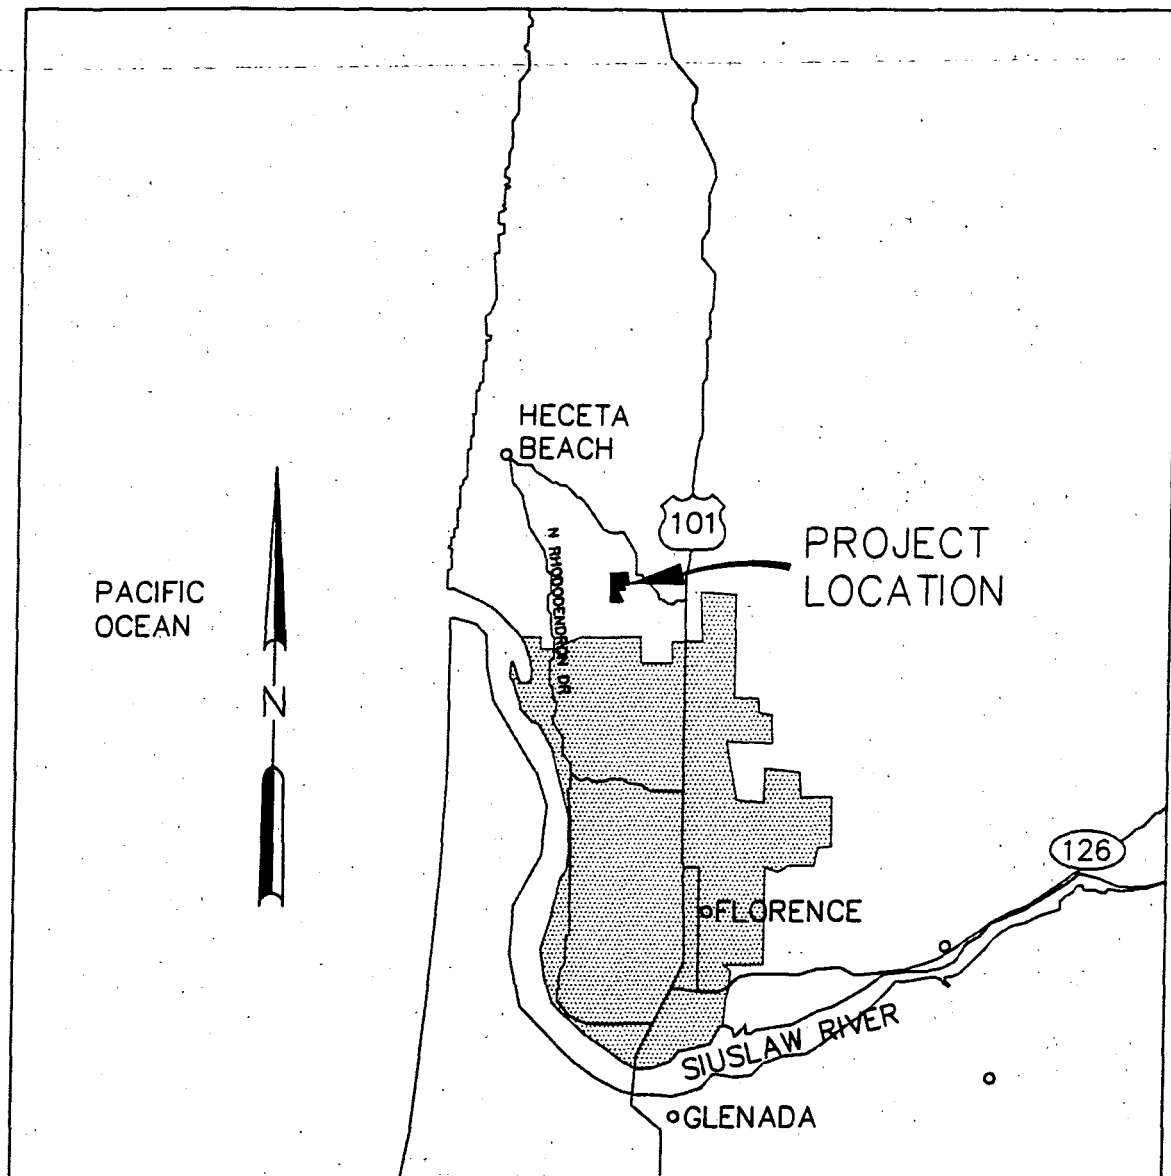 HECETA
BEACH
101
PROJECT
LOCATION
N RHODODENDRON DR
PACIFIC
OCEAN
N
126
FLORENCE
SIUSLAW RIVER
GLENADA